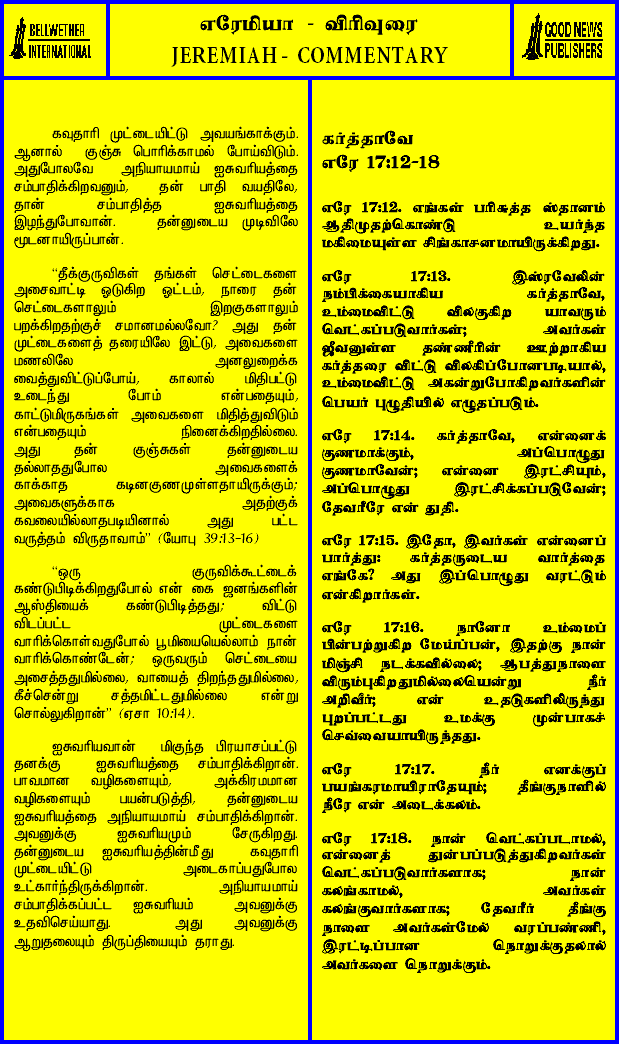 BELLWETHER
INTERNATIONAL
எரேமியா - விரிவுரை
JEREMIAH - COMMENTARY
GOOD NEWS
PUBLISHERS
கவுதாரி முட்டையிட்டு அவயங்காக்கும்.
ஆனால் குஞ்சு பொரிக்காமல் போய்விடும்.
அதுபோலவே அநியாயமாய் ஐசுவரியத்தை
சம்பாதிக்கிறவனும், தன் பாதி வயதிலே,
தான் சம்பாதித்த ஐசுவரியத்தை
இழந்துபோவான். தன்னுடைய முடிவிலே
மூடனாயிருப்பான்.
“தீக்குருவிகள் தங்கள் செட்டைகளை
அசைவாட்டி ஓடுகிற ஓட்டம், நாரை தன்
செட்டைகளாலும் இறகுகளாலும்
பறக்கிறதற்குச் சமானமல்லவோ? அது தன்
முட்டைகளைத் தரையிலே இட்டு, அவைகளை
மணலிலே அனலுறைக்க
வைத்துவிட்டுப்போய், காலால் மிதிபட்டு
உடைந்து போம் என்பதையும்,
காட்டுமிருகங்கள் அவைகளை மிதித்துவிடும்
என்பதையும் நினைக்கிறதில்லை.
அது தன் குஞ்சுகள் தன்னுடைய
தல்லாததுபோல அவைகளைக்
காக்காத கடினகுணமுள்ளதாயிருக்கும்;
அவைகளுக்காக அதற்குக்
கவலையில்லாதபடியினால் அது பட்ட
வருத்தம் விருதாவாம்” (யோபு 39:13-16)
“ஒரு குருவிக்கூட்டைக்
கண்டுபிடிக்கிறதுபோல் என் கை ஜனங்களின்
ஆஸ்தியைக் கண்டுபிடித்தது; விட்டு
விடப்பட்ட முட்டைகளை
வாரிக்கொள்வதுபோல் பூமியையெல்லாம் நான்
வாரிக்கொண்டேன்; ஒருவரும் செட்டையை
அசைத்ததுமில்லை, வாயைத் திறந்ததுமில்லை,
கீச்சென்று சத்தமிட்டதுமில்லை என்று
சொல்லுகிறான்” (ஏசா 10:14).
ஐசுவரியவான் மிகுந்த பிரயாசப்பட்டு
தனக்கு ஐசுவரியத்தை சம்பாதிக்கிறான்.
பாவமான வழிகளையும், அக்கிரமமான
வழிகளையும் பயன்படுத்தி, தன்னுடைய
ஐசுவரியத்தை அநியாயமாய் சம்பாதிக்கிறான்.
அவனுக்கு ஐசுவரியமும் சேருகிறது.
தன்னுடைய ஐசுவரியத்தின்மீது கவுதாரி
முட்டையிட்டு அடைகாப்பதுபோல
உட்கார்ந்திருக்கிறான். அநியாயமாய்
சம்பாதிக்கப்பட்ட ஐசுவரியம் அவனுக்கு
உதவிசெய்யாது. அது அவனுக்கு
ஆறுதலையும் திருப்தியையும் தராது.
கர்த்தாவே
எரே 17:12-18
எரே 17:12. எங்கள் பரிசுத்த ஸ்தானம்
ஆதிமுதற்கொண்டு உயர்ந்த
மகிமையுள்ள சிங்காசனமாயிருக்கிறது.
எரே 17:13. இஸ்ரவேலின்
நம்பிக்கையாகிய கர்த்தாவே,
உம்மைவிட்டு விலகுகிற யாவரும்
வெட்கப்படுவார்கள்; அவர்கள்
ஜீவனுள்ள தண்ணீரின் ஊற்றாகிய
கர்த்தரை விட்டு விலகிப்போனபடியால்,
உம்மைவிட்டு அகன்றுபோகிறவர்களின்
பெயர் புழுதியில் எழுதப்படும்.
எரே 17:14. கர்த்தாவே, என்னைக்
குணமாக்கும், அப்பொழுது
குணமாவேன்; என்னை இரட்சியும்,
அப்பொழுது இரட்சிக்கப்படுவேன்;
தேவரீரே என் துதி.
எரே 17:15. இதோ, இவர்கள் என்னைப்
பார்த்து: கர்த்தருடைய வார்த்தை
எங்கே? அது இப்பொழுது வரட்டும்
என்கிறார்கள்.
எரே 17:16. நானோ உம்மைப்
பின்பற்றுகிற மேய்ப்பன், இதற்கு நான்
மிஞ்சி நடக்கவில்லை; ஆபத்துநாளை
விரும்புகிறதுமில்லையென்று நீர்
அறிவீர்; என் உதடுகளிலிருந்து
புறப்பட்டது உமக்கு முன்பாகச்
செவ்வையாயிருந்தது.
எரே 17:17. நீர் எனக்குப்
பயங்கரமாயிராதேயும்; தீங்குநாளில்
நீரே என் அடைக்கலம்.
எரே 17:18. நான் வெட்கப்படாமல்,
என்னைத் துன்பப்படுத்துகிறவர்கள்
வெட்கப்படுவார்களாக; நான்
கலங்காமல், அவர்கள்
கலங்குவார்களாக; தேவரீர் தீங்கு
நாளை அவர்கள்மேல் வரப்பண்ணி,
இரட்டிப்பான நொறுக்குதலால்
அவர்களை நொறுக்கும்.